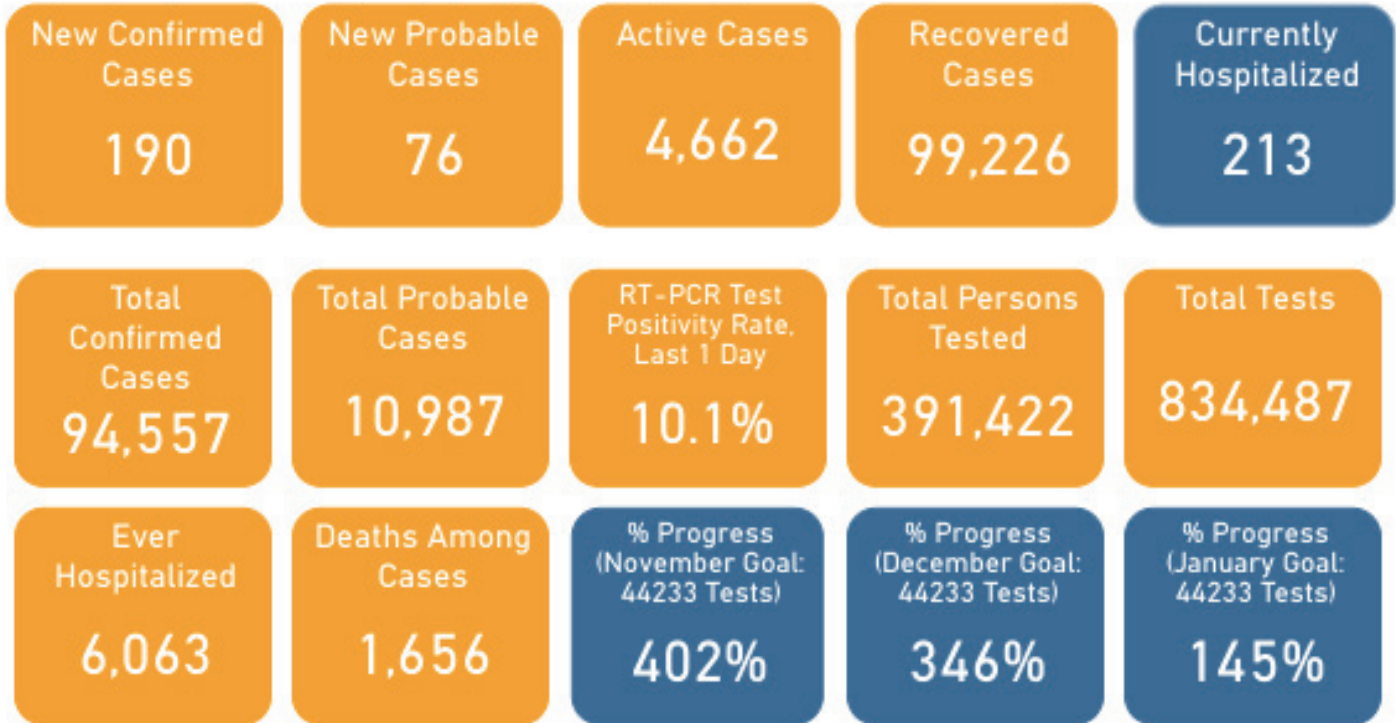 New Confirmed
Cases
190
New Probable
Cases
76
Active Cases
4,662
Recovered
Cases
99,226
Currently
Hospitalized
213
Total
Confirmed
Cases
94,557
Total Probable
Cases
10,987
RT-PCR Test
Positivity Rate,
Last 1 Day
10.1%
Total Persons
Tested
391,422
Total Tests
834,487
Ever
Hospitalized
6,063
Deaths Among
Cases
1,656
% Progress
(November Goal:
44233 Tests)
402%
% Progress
(December Goal:
44233 Tests)
346%
% Progress
(January Goal:
44233 Tests)
145%